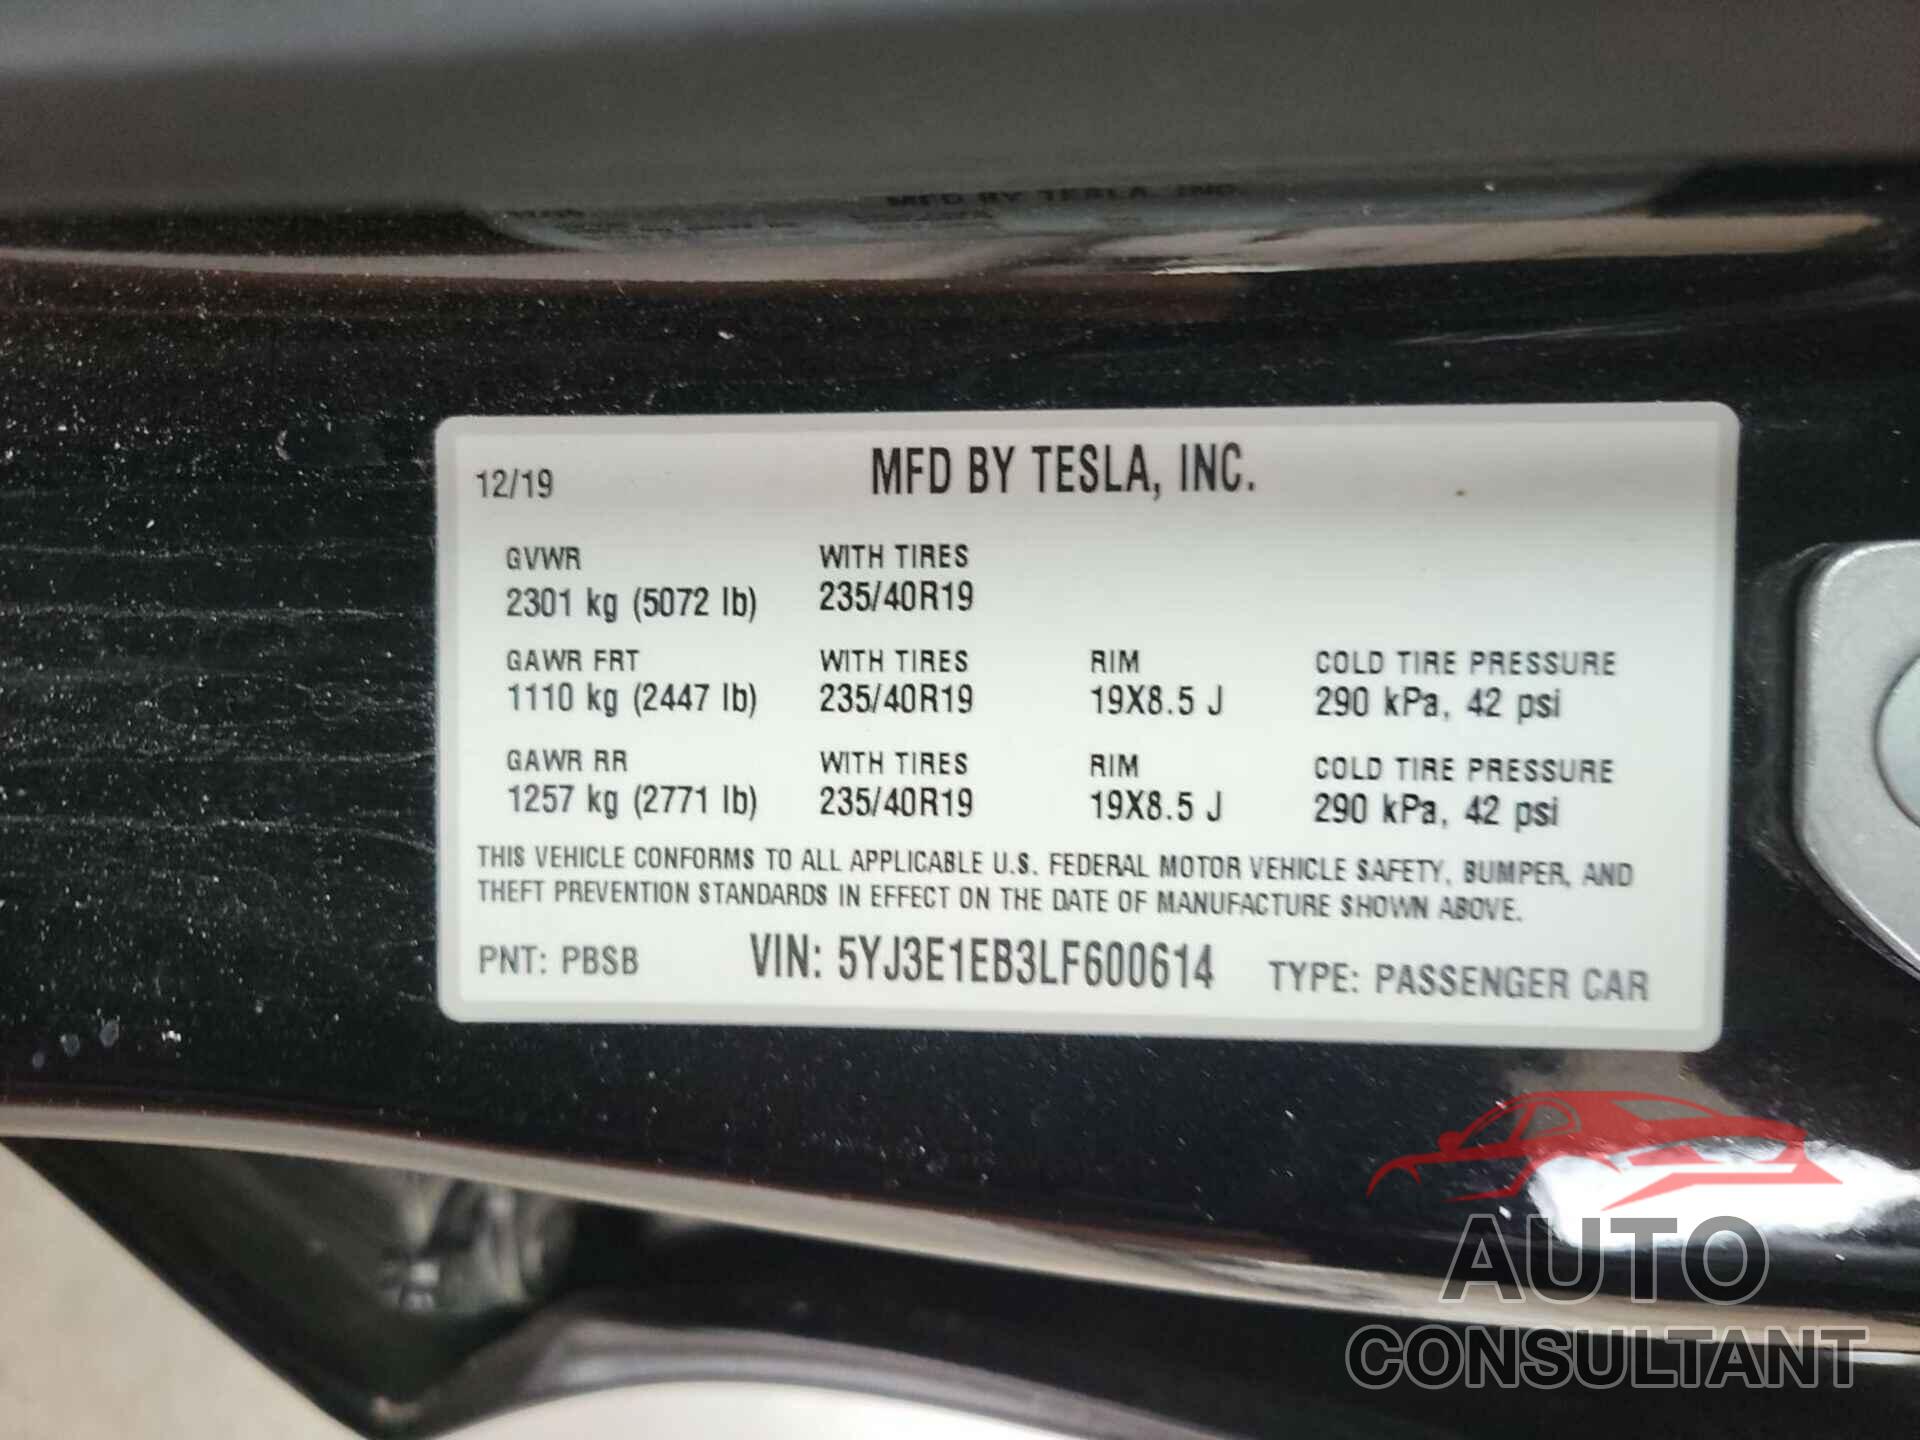 MFD BY TESLA, INC.
12/19 MFD BY TESLA, INC.
GVWR WITH TIRES
2301 kg (5072 lb) 235/40R19
GAWR FRT WITH TIRES RIM COLD TIRE PRESSURE
1110 kg (2447 lb) 235/40R19 19X8.5 J 290 kPa, 42 psi
GAWR RR WITH TIRES RIM COLD TIRE PRESSURE
1257 kg (2771 lb) 235/40R19 19X8.5 J 290 kPa, 42 psi
THIS VEHICLE CONFORMS TO ALL APPLICABLE U.S. FEDERAL MOTOR VEHICLE SAFETY, BUMPER, AND
THEFT PREVENTION STANDARDS IN EFFECT ON THE DATE OF MANUFACTURE SHOWN ABOVE.
PNT: PBSB VIN: 5YJ3E1EB3LF600614 TYPE: PASSENGER CAR
AUTO
CONSULTANT